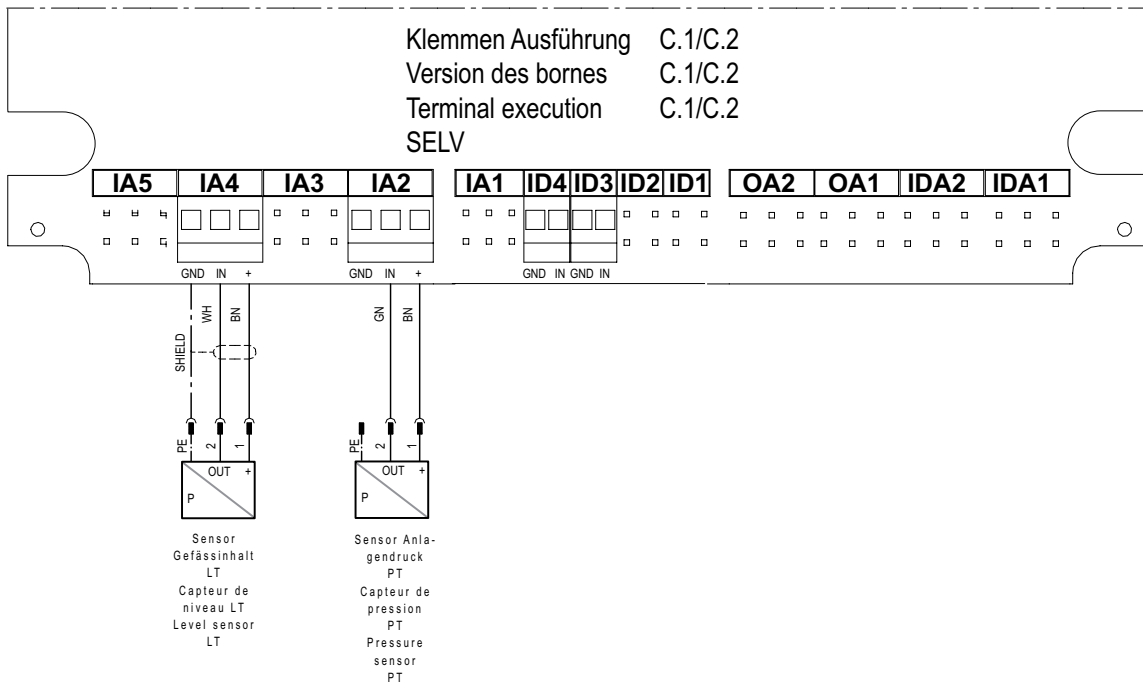 Klemmen Ausführung C.1/C.2
Version des bornes C.1/C.2
Terminal execution C.1/C.2
SELV
IA5 IA4 IA3 IA2 IA1 ID4 ID3 ID2 ID1 OA2 OA1 IDA2 IDA1
GND IN + GND IN + GND IN GND IN
SHIELD WH BN GN BN
PE 2 1 PE 2 1
OUT + OUT +
P P
Sensor
Gefässinhalt
LT
Capteur de
niveau LT
Level sensor
LT
Sensor Anla-
gendruck
PT
Capteur de
pression
PT
Pressure
sensor
PT